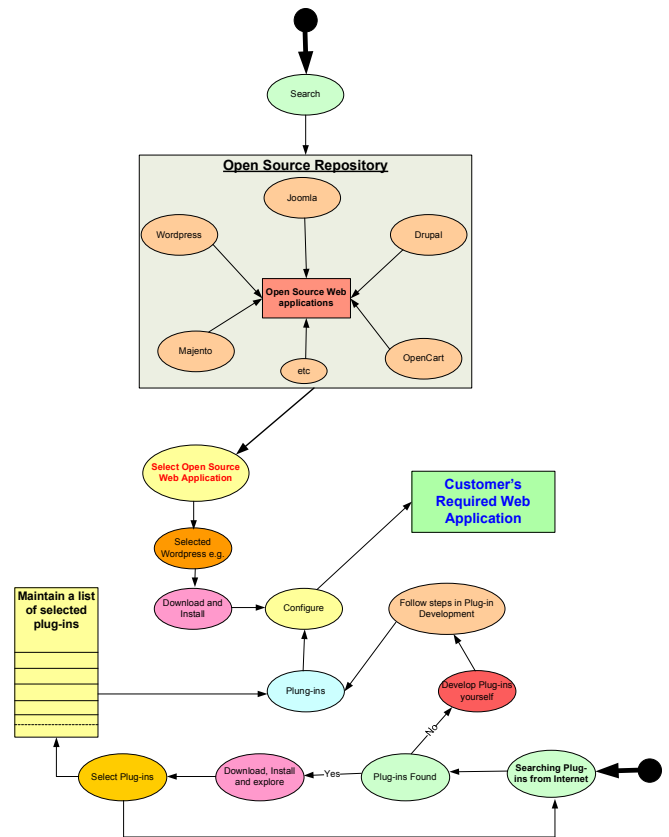 Search
Open Source Repository
Joomla
Wordpress
Drupal
Open Source Web
applications
Majento
OpenCart
etc
Select Open Source
Web Application
Customer's
Required Web
Application
Selected
Wordpress e.g.
Maintain a list
of selected
plug-ins
Download and
Install
Configure
Follow steps in Plug-in
Development
Plung-ins
Develop Plug-ins
yourself
No
Select Plug-ins
Download, Install
and explore
Yes
Plug-ins Found
Searching Plug-
ins from Internet